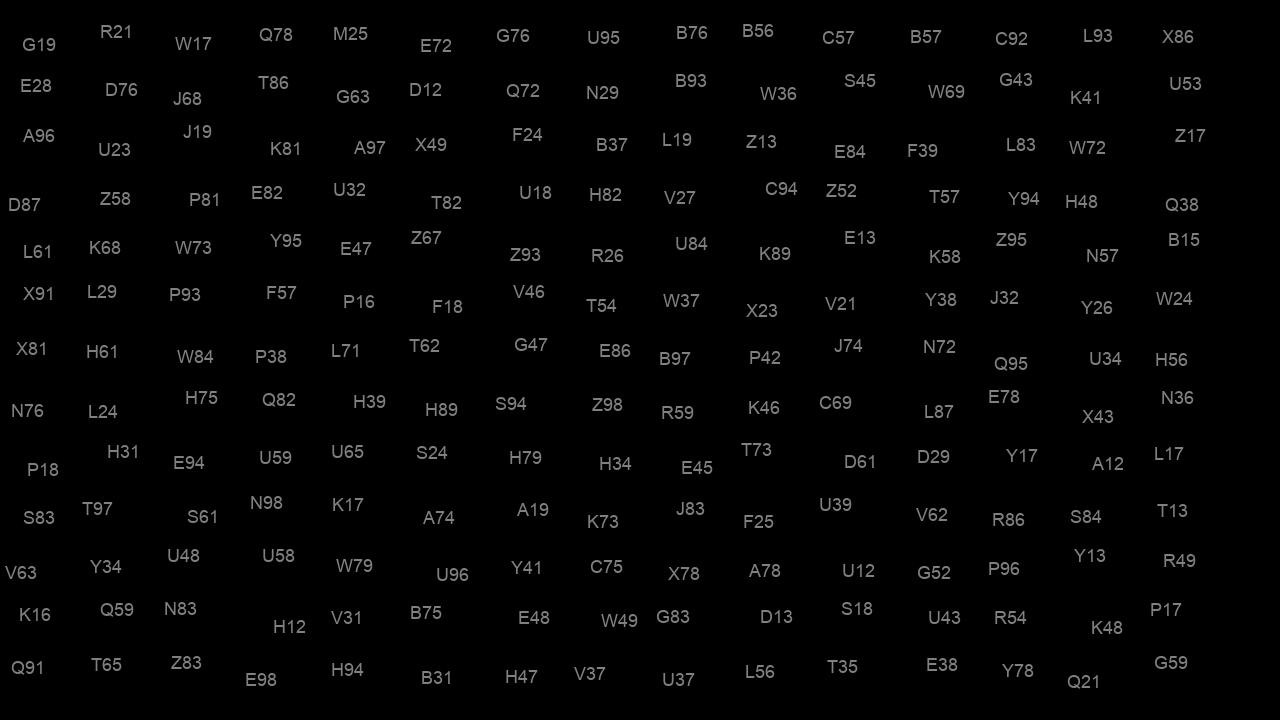 G19 R21 W17 Q78 M25 E72 G76 U95 B76 B56 C57 B57 C92 L93 X86
E28 D76 J68 T86 G63 D12 Q72 N29 B93 W36 S45 W69 G43 K41 U53
A96 U23 J19 K81 A97 X49 F24 B37 L19 Z13 E84 F39 L83 W72 Z17
D87 Z58 P81 E82 U32 T82 U18 H82 V27 C94 Z52 T57 Y94 H48 Q38
L61 K68 W73 Y95 E47 Z67 Z93 R26 U84 K89 E13 K58 Z95 N57 B15
X91 L29 P93 F57 P16 F18 V46 T54 W37 X23 V21 Y38 J32 Y26 W24
X81 H61 W84 P38 L71 T62 G47 E86 B97 P42 J74 N72 Q95 U34 H56
N76 L24 H75 Q82 H39 H89 S94 Z98 R59 K46 C69 L87 E78 X43 N36
P18 H31 E94 U59 U65 S24 H79 H34 E45 T73 D61 D29 Y17 A12 L17
S83 T97 S61 N98 K17 A74 A19 K73 J83 F25 U39 V62 R86 S84 T13
V63 Y34 U48 U58 W79 U96 Y41 C75 X78 A78 U12 G52 P96 Y13 R49
K16 Q59 N83 H12 V31 B75 E48 W49 G83 D13 S18 U43 R54 K48 P17
Q91 T65 Z83 E98 H94 B31 H47 V37 U37 L56 T35 E38 Y78 Q21 G59